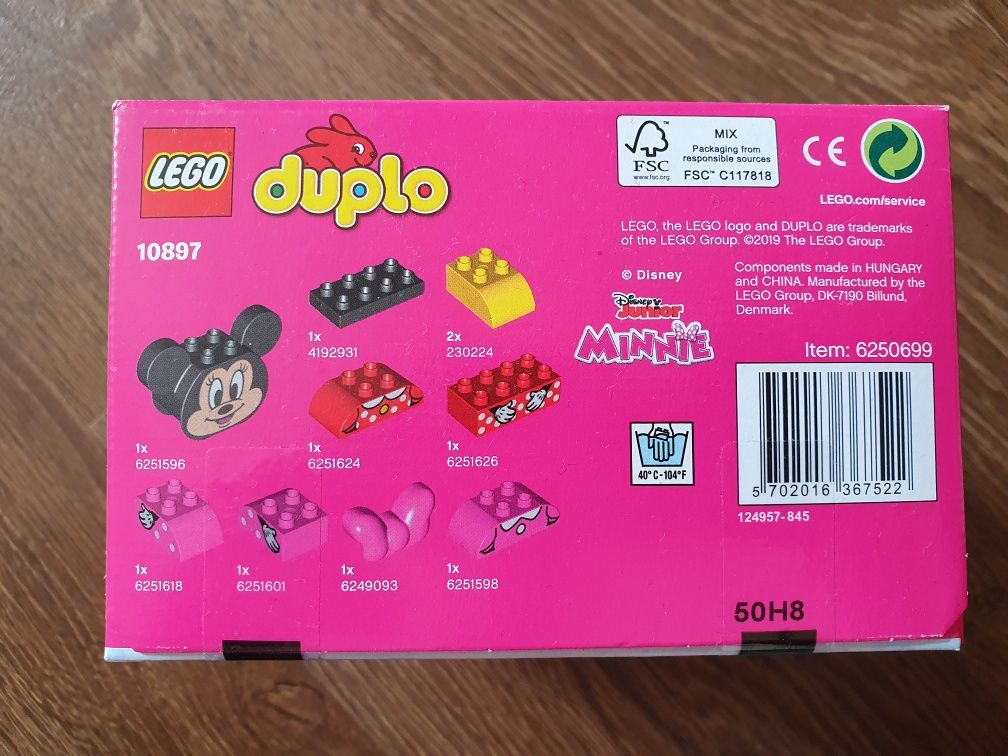 LEGO
duplo
10897
1x
4192931
2x
230224
1x
6251596
1x
6251624
1x
6251626
1x
6251618
1x
6251601
1x
6249093
1x
6251598
FSC™
www.fsc.org
MIX
Packaging from
responsible sources
FSC™ C117818
CE
LEGO.com/service
LEGO, the LEGO logo and DUPLO are trademarks
of the LEGO Group. ©2019 The LEGO Group.
© Disney
Disney
Junior
MINNIE
Components made in HUNGARY
and CHINA. Manufactured by the
LEGO Group, DK-7190 Billund,
Denmark.
Item: 6250699
40°C-104°F
5 702016 367522
124957-845
50H8